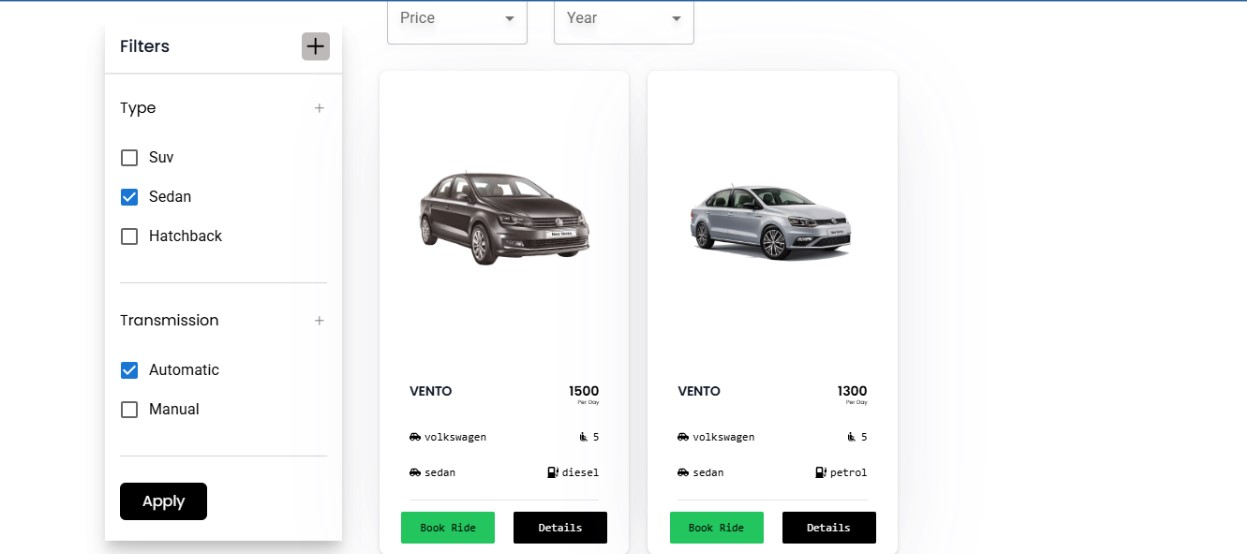 Price
Year
Filters
Type
Suv
Sedan
Hatchback
Transmission
Automatic
Manual
Apply
VENTO 1500
Per Day
volkswagen 5
sedan diesel
Book Ride Details
VENTO 1300
Per Day
volkswagen 5
sedan petrol
Book Ride Details